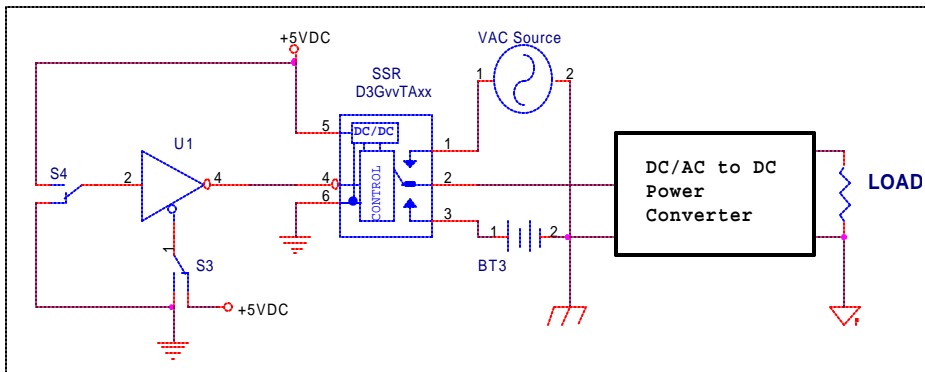 +5VDC
VAC Source
SSR
D3GvvTAxx
1
2
5
DC/DC
1
U1
S4
2
4
4
CONTROL
2
6
3
DC/AC to DC
Power
Converter
LOAD
1
2
BT3
1
S3
+5VDC